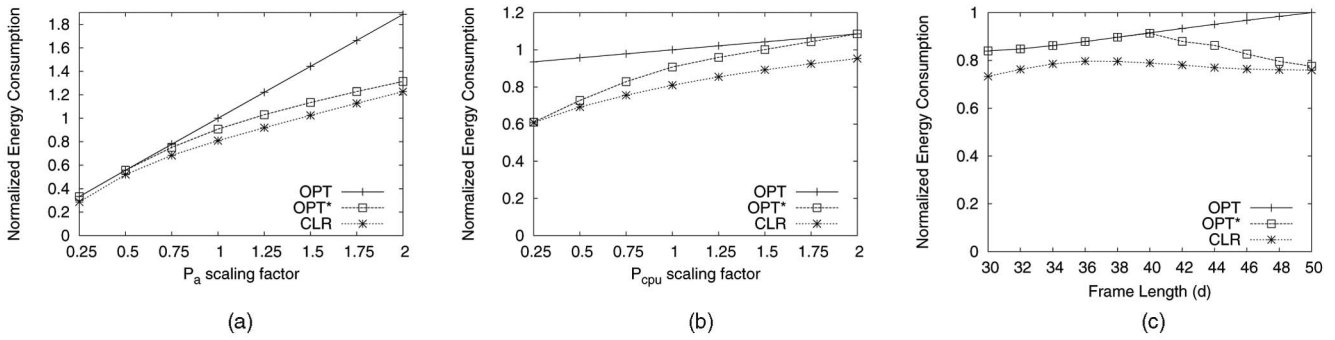 Normalized Energy Consumption
1.8
1.6
1.4
1.2
1
0.8
0.6
0.4
0.2
0
OPT
OPT*
CLR
0.25 0.5 0.75 1 1.25 1.5 1.75 2
Pa scaling factor
(a)
Normalized Energy Consumption
1.2
1
0.8
0.6
0.4
0.2
0
OPT
OPT*
CLR
0.25 0.5 0.75 1 1.25 1.5 1.75 2
Pcpu scaling factor
(b)
Normalized Energy Consumption
1
0.8
0.6
0.4
0.2
0
OPT
OPT*
CLR
30 32 34 36 38 40 42 44 46 48 50
Frame Length (d)
(c)